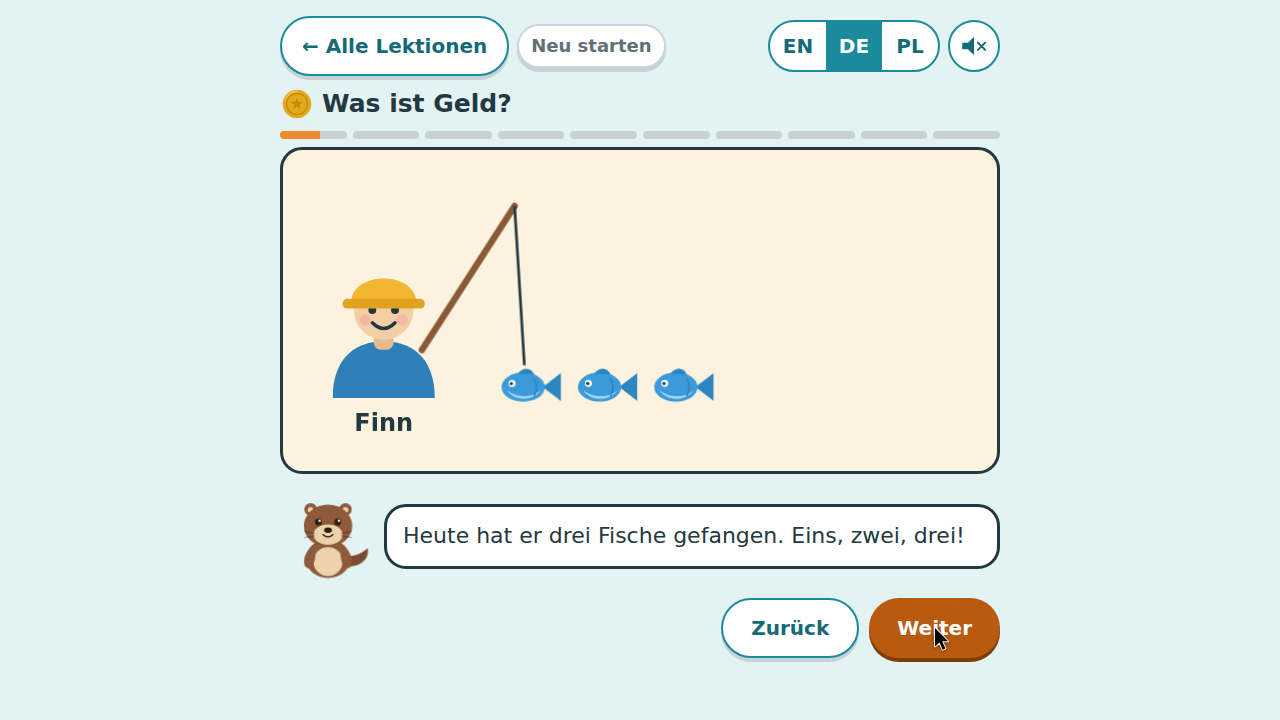 ← Alle Lektionen
Neu starten
EN DE PL
Was ist Geld?
Finn
Heute hat er drei Fische gefangen. Eins, zwei, drei!
Zurück
Weiter